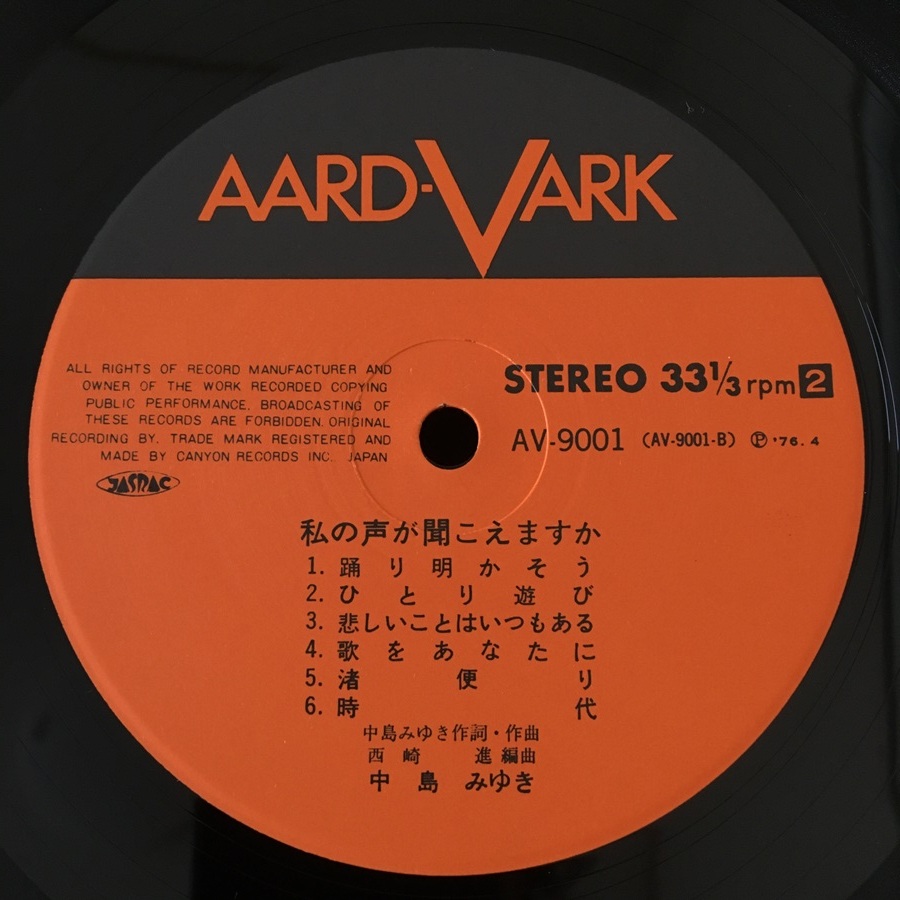 AARD-VARK
ALL RIGHTS OF RECORD MANUFACTURER AND
OWNER OF THE WORK RECORDED COPYING
PUBLIC PERFORMANCE, BROADCASTING OF
THESE RECORDS ARE FORBIDDEN. ORIGINAL
RECORDING BY. TRADE MARK REGISTERED AND
MADE BY CANYON RECORDS INC. JAPAN
JASRAC
STEREO 33⅓ rpm 2
AV-9001 (AV-9001-B) Ⓟ '76. 4
私の声が聞こえますか
1. 踊り明かそう
2. ひとり遊び
3. 悲しいことはいつもある
4. 歌をあなたに
5. 渚便り
6. 時代
中島みゆき作詞・作曲
西崎 進 編曲
中島 みゆき